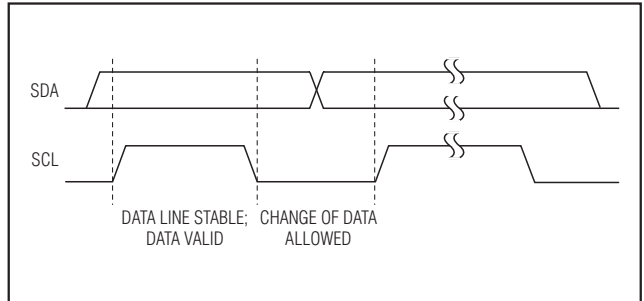 SDA
SCL
DATA LINE STABLE;
DATA VALID
CHANGE OF DATA
ALLOWED